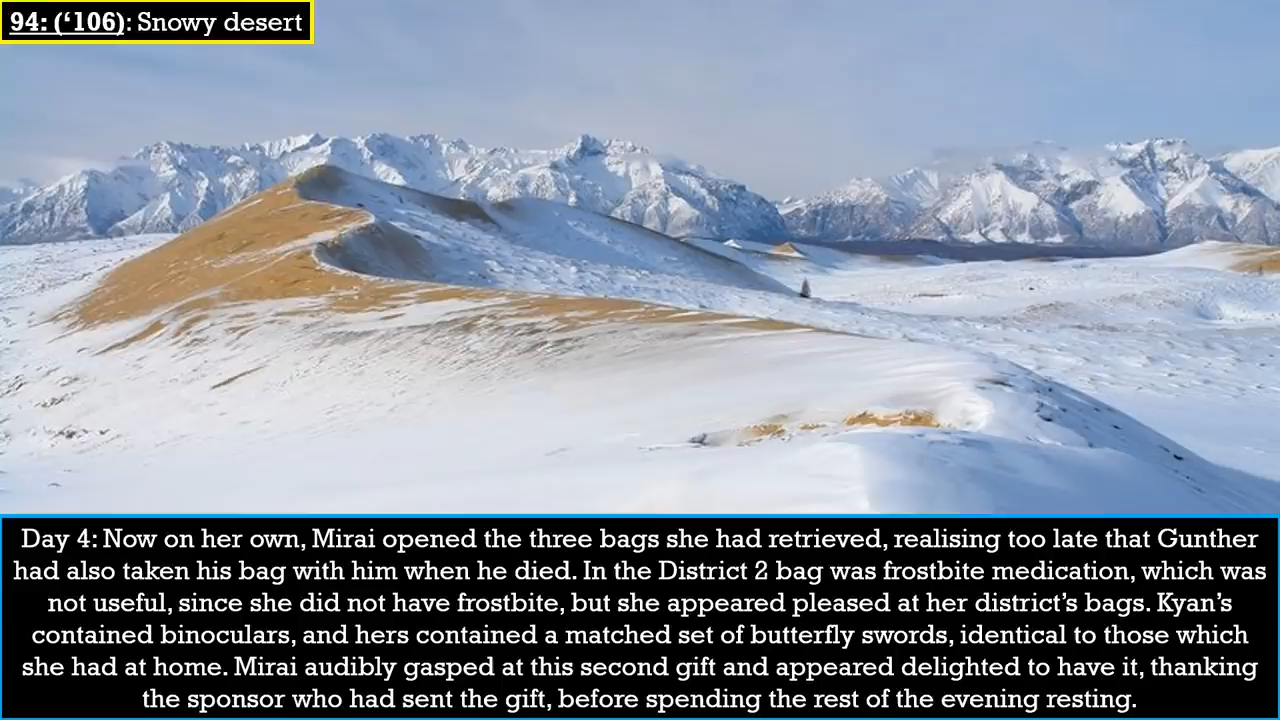 94: (‘106): Snowy desert
Day 4: Now on her own, Mirai opened the three bags she had retrieved, realising too late that Gunther
had also taken his bag with him when he died. In the District 2 bag was frostbite medication, which was
not useful, since she did not have frostbite, but she appeared pleased at her district’s bags. Kyan’s
contained binoculars, and hers contained a matched set of butterfly swords, identical to those which
she had at home. Mirai audibly gasped at this second gift and appeared delighted to have it, thanking
the sponsor who had sent the gift, before spending the rest of the evening resting.